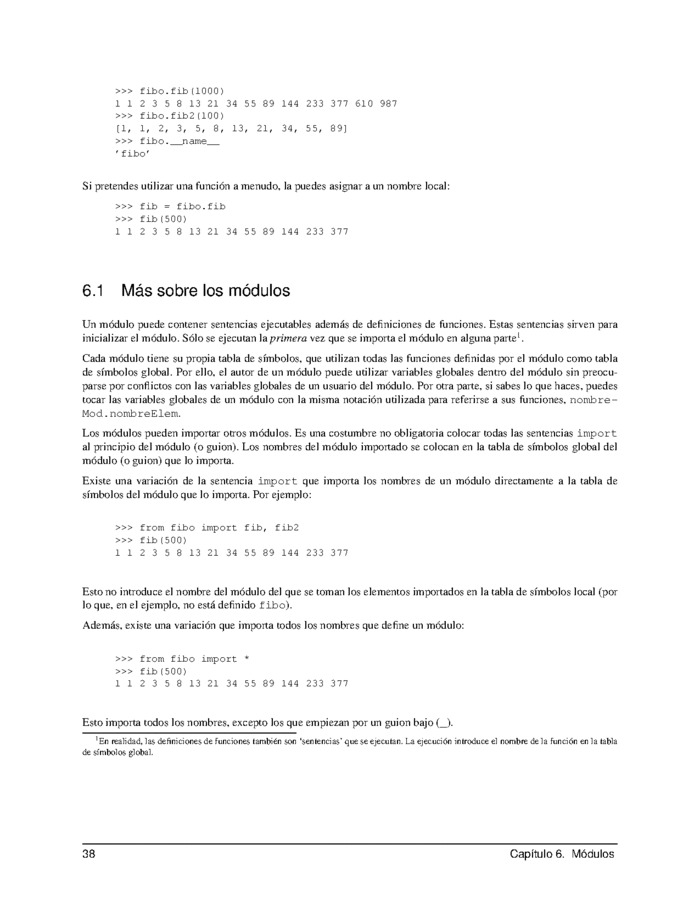 >>> fibo.fib(1000)
1 1 2 3 5 8 13 21 34 55 89 144 233 377 610 987
>>> fibo.fib2(100)
[1, 1, 2, 3, 5, 8, 13, 21, 34, 55, 89]
>>> fibo.__name__
’fibo’
Si pretendes utilizar una función a menudo, la puedes asignar a un nombre local:
>>> fib = fibo.fib
>>> fib(500)
1 1 2 3 5 8 13 21 34 55 89 144 233 377
6.1 Más sobre los módulos
Un módulo puede contener sentencias ejecutables además de definiciones de funciones. Estas sentencias sirven para
inicializar el módulo. Sólo se ejecutan la primera vez que se importa el módulo en alguna parte¹.
Cada módulo tiene su propia tabla de símbolos, que utilizan todas las funciones definidas por el módulo como tabla
de símbolos global. Por ello, el autor de un módulo puede utilizar variables globales dentro del módulo sin preocu-
parse por conflictos con las variables globales de un usuario del módulo. Por otra parte, si sabes lo que haces, puedes
tocar las variables globales de un módulo con la misma notación utilizada para referirse a sus funciones, nombre-
Mod.nombreElem.
Los módulos pueden importar otros módulos. Es una costumbre no obligatoria colocar todas las sentencias import
al principio del módulo (o guion). Los nombres del módulo importado se colocan en la tabla de símbolos global del
módulo (o guion) que lo importa.
Existe una variación de la sentencia import que importa los nombres de un módulo directamente a la tabla de
símbolos del módulo que lo importa. Por ejemplo:
>>> from fibo import fib, fib2
>>> fib(500)
1 1 2 3 5 8 13 21 34 55 89 144 233 377
Esto no introduce el nombre del módulo del que se toman los elementos importados en la tabla de símbolos local (por
lo que, en el ejemplo, no está definido fibo).
Además, existe una variación que importa todos los nombres que define un módulo:
>>> from fibo import *
>>> fib(500)
1 1 2 3 5 8 13 21 34 55 89 144 233 377
Esto importa todos los nombres, excepto los que empiezan por un guion bajo (_).
¹En realidad, las definiciones de funciones también son ‘sentencias’ que se ejecutan. La ejecución introduce el nombre de la función en la tabla
de símbolos global.
38 Capítulo 6. Módulos